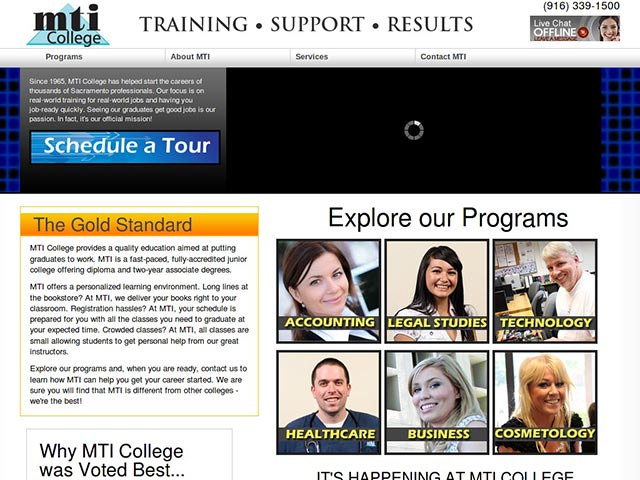 mti
College
TRAINING • SUPPORT • RESULTS
(916) 339-1500
Live Chat
OFFLINE
LEAVE A MESSAGE
Programs
About MTI
Services
Contact MTI
Since 1965, MTI College has helped start the careers of
thousands of Sacramento professionals. Our focus is on
real-world training for real-world jobs and having you
job-ready quickly. Seeing our graduates get good jobs is our
passion. In fact, it's our official mission!
Schedule a Tour
The Gold Standard
MTI College provides a quality education aimed at putting
graduates to work. MTI is a fast-paced, fully-accredited junior
college offering diploma and two-year associate degrees.
MTI offers a personalized learning environment. Long lines at
the bookstore? At MTI, we deliver your books right to your
classroom. Registration hassles? At MTI, your schedule is
prepared for you with all the classes you need to graduate at
your expected time. Crowded classes? At MTI, all classes are
small allowing students to get personal help from our great
instructors.
Explore our programs and, when you are ready, contact us to
learn how MTI can help you get your career started. We are
sure you will find that MTI is different from other colleges -
we're the best!
Why MTI College
was Voted Best...
Explore our Programs
ACCOUNTING
LEGAL STUDIES
TECHNOLOGY
HEALTHCARE
BUSINESS
COSMETOLOGY
IT'S HAPPENING AT MTI COLLEGE